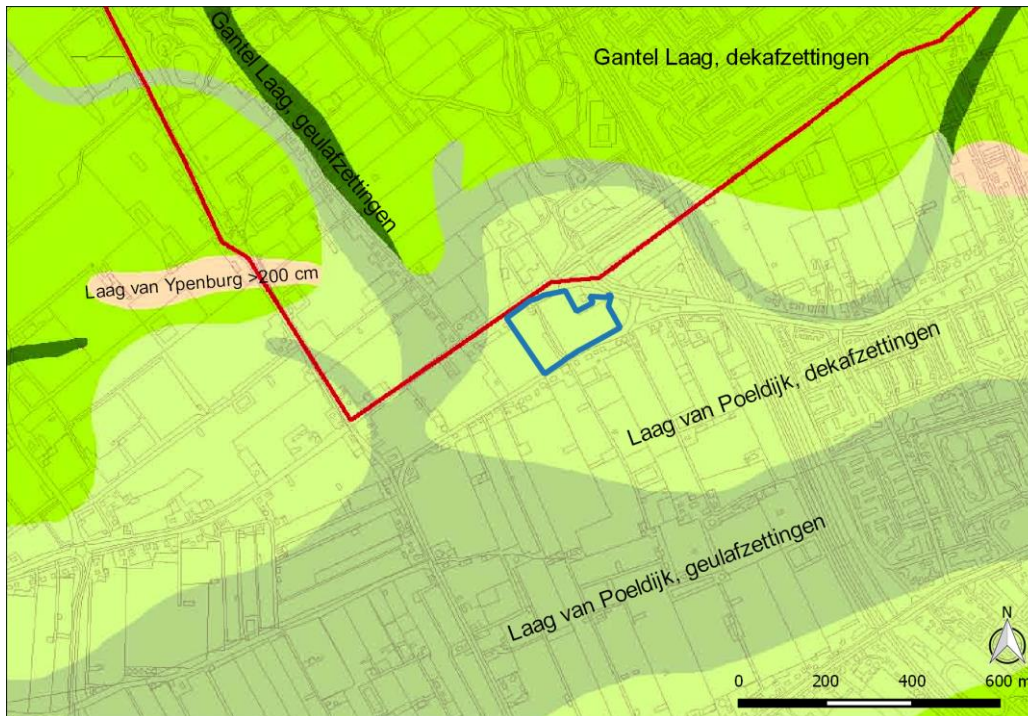 Gantel Laag, geulafzettingen
Gantel Laag, dekafzettingen
Laag van Ypenburg >200 cm
Laag van Poeldijk, dekafzettingen
Laag van Poeldijk, geulafzettingen
N
0 200 400 600 m